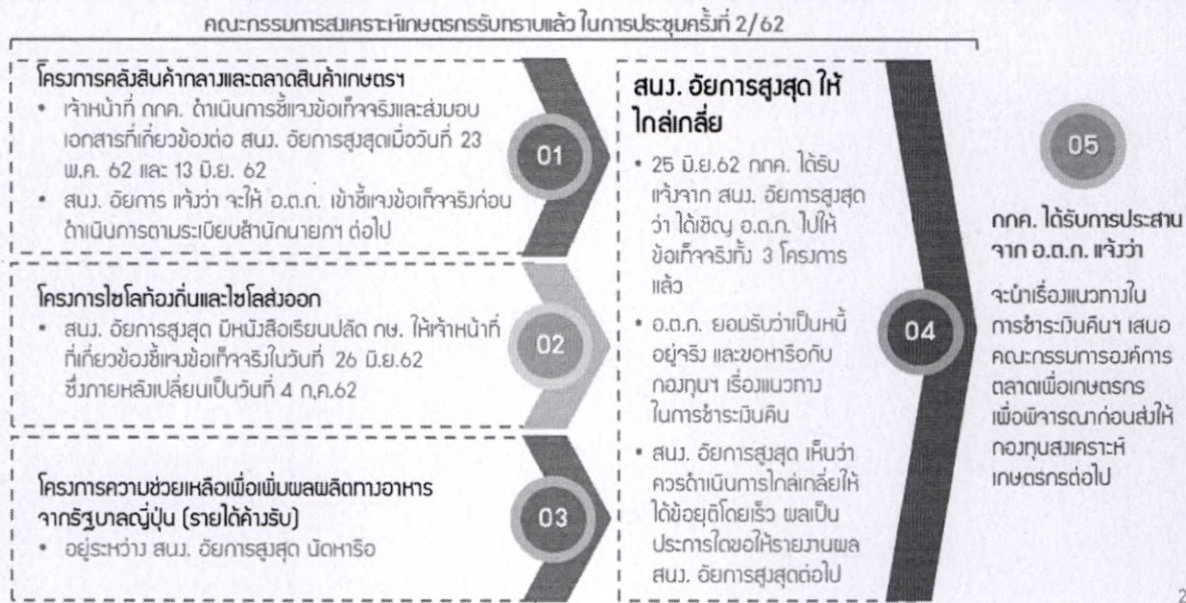 คณะกรรมการสงเคราะห์เกษตรกรรับทราบแล้ว ในการประชุมครั้งที่ 2/62
โครงการคลังสินค้ากลางและตลาดสินค้าเกษตรฯ
• เจ้าหน้าที่ กกค. ดำเนินการชี้แจงข้อเท็จจริงและส่งมอบ
เอกสารที่เกี่ยวข้องต่อ สนง. อัยการสูงสุดเมื่อวันที่ 23
พ.ค. 62 และ 13 มิ.ย. 62
• สนง. อัยการ แจ้งว่า จะให้ อ.ต.ก. เข้าชี้แจงข้อเท็จจริงก่อน
ดำเนินการตามระเบียบสำนักนายกฯ ต่อไป
01
โครงการไซโลท้องถิ่นและไซโลส่งออก
• สนง. อัยการสูงสุด มีหนังสือเรียนปลัด กษ. ให้เจ้าหน้าที่
ที่เกี่ยวข้องชี้แจงข้อเท็จจริงในวันที่ 26 มิ.ย.62
ซึ่งภายหลังเปลี่ยนเป็นวันที่ 4 ก,ค.62
02
โครงการความช่วยเหลือเพื่อเพิ่มผลผลิตทางอาหาร
จากรัฐบาลญี่ปุ่น (รายได้ค้างรับ)
• อยู่ระหว่าง สนง. อัยการสูงสุด นัดหารือ
03
สนง. อัยการสูงสุด ให้
ไกล่เกลี่ย
• 25 มิ.ย.62 กกค. ได้รับ
แจ้งจาก สนง. อัยการสูงสุด
ว่า ได้เชิญ อ.ต.ก. ไปให้
ข้อเท็จจริงทั้ง 3 โครงการ
แล้ว
• อ.ต.ก. ยอมรับว่าเป็นหนี้
อยู่จริง และขอหารือกับ
กองทุนฯ เรื่องแนวทาง
ในการชำระเงินคืน
• สนง. อัยการสูงสุด เห็นว่า
ควรดำเนินการไกล่เกลี่ยให้
ได้ข้อยุติโดยเร็ว ผลเป็น
ประการใดขอให้รายงานผล
สนง. อัยการสูงสุดต่อไป
04
05
กกค. ได้รับการประสาน
จาก อ.ต.ก. แจ้งว่า
จะนำเรื่องแนวทางใน
การชำระเงินคืนฯ เสนอ
คณะกรรมการองค์การ
ตลาดเพื่อเกษตรกร
เพื่อพิจารณาก่อนส่งให้
กองทุนสงเคราะห์
เกษตรกรต่อไป
2